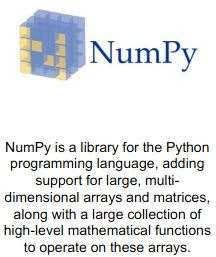 NumPy
NumPy is a library for the Python
programming language, adding
support for large, multi-
dimensional arrays and matrices,
along with a large collection of
high-level mathematical functions
to operate on these arrays.